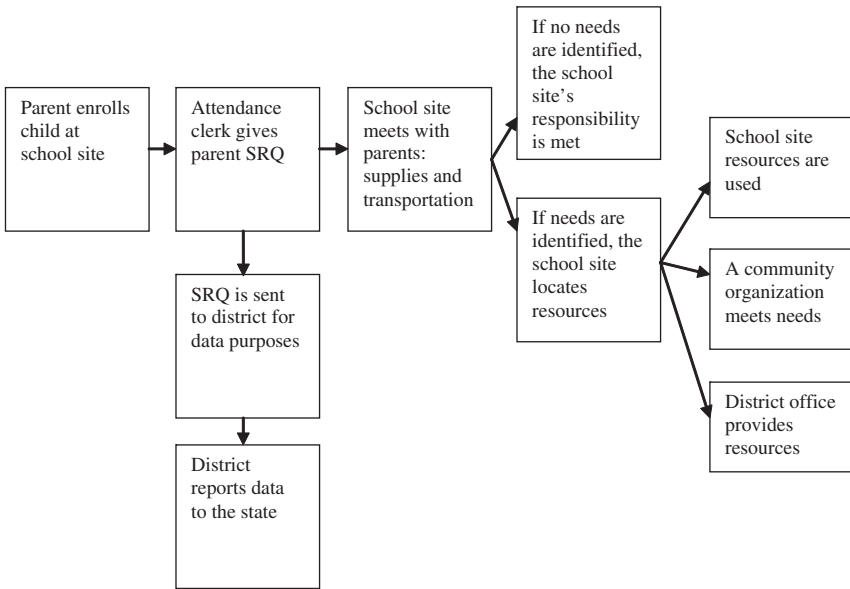 Parent enrolls
child at
school site
Attendance
clerk gives
parent SRQ
School site
meets with
parents:
supplies and
transportation
If no needs
are identified,
the school
site’s
responsibility
is met
If needs are
identified, the
school site
locates
resources
School site
resources are
used
A community
organization
meets needs
District office
provides
resources
SRQ is sent
to district for
data purposes
District
reports data
to the state